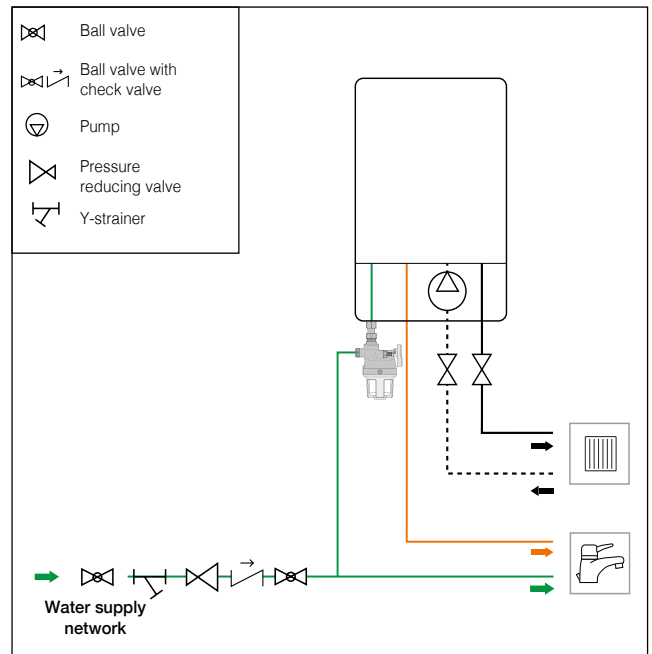 Ball valve
Ball valve with
check valve
Pump
Pressure
reducing valve
Y-strainer
Water supply
network